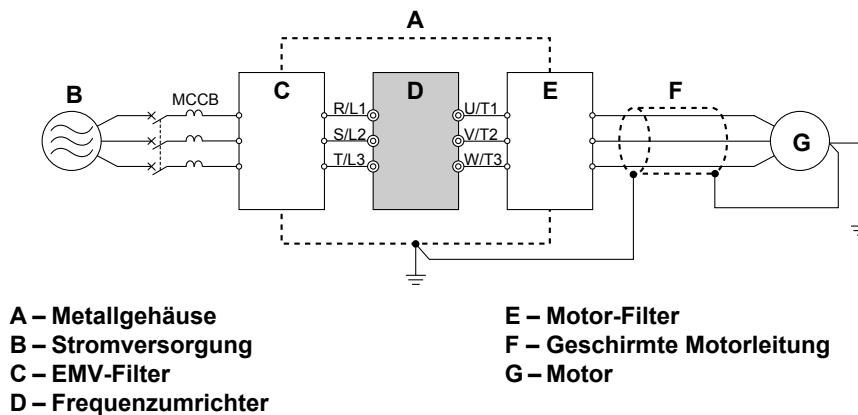 A
B
MCCB
C
R/L1
S/L2
T/L3
D
U/T1
V/T2
W/T3
E
F
G
A – Metallgehäuse
B – Stromversorgung
C – EMV-Filter
D – Frequenzumrichter
E – Motor-Filter
F – Geschirmte Motorleitung
G – Motor